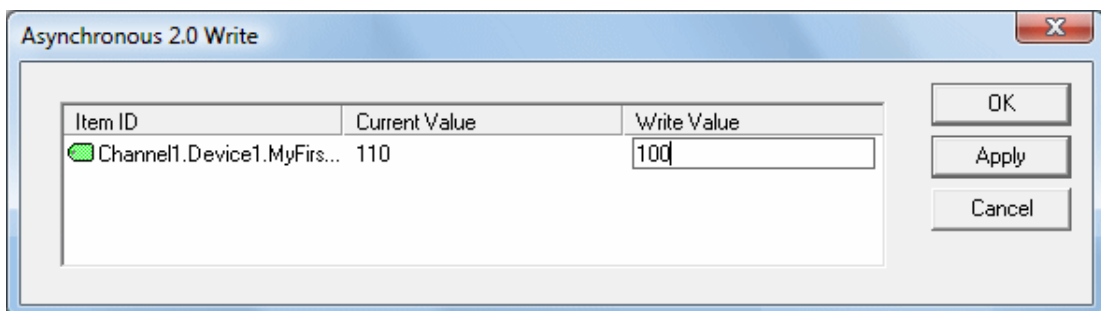 Asynchronous 2.0 Write
Item ID Current Value Write Value
Channel1.Device1.MyFirs... 110 100
OK
Apply
Cancel